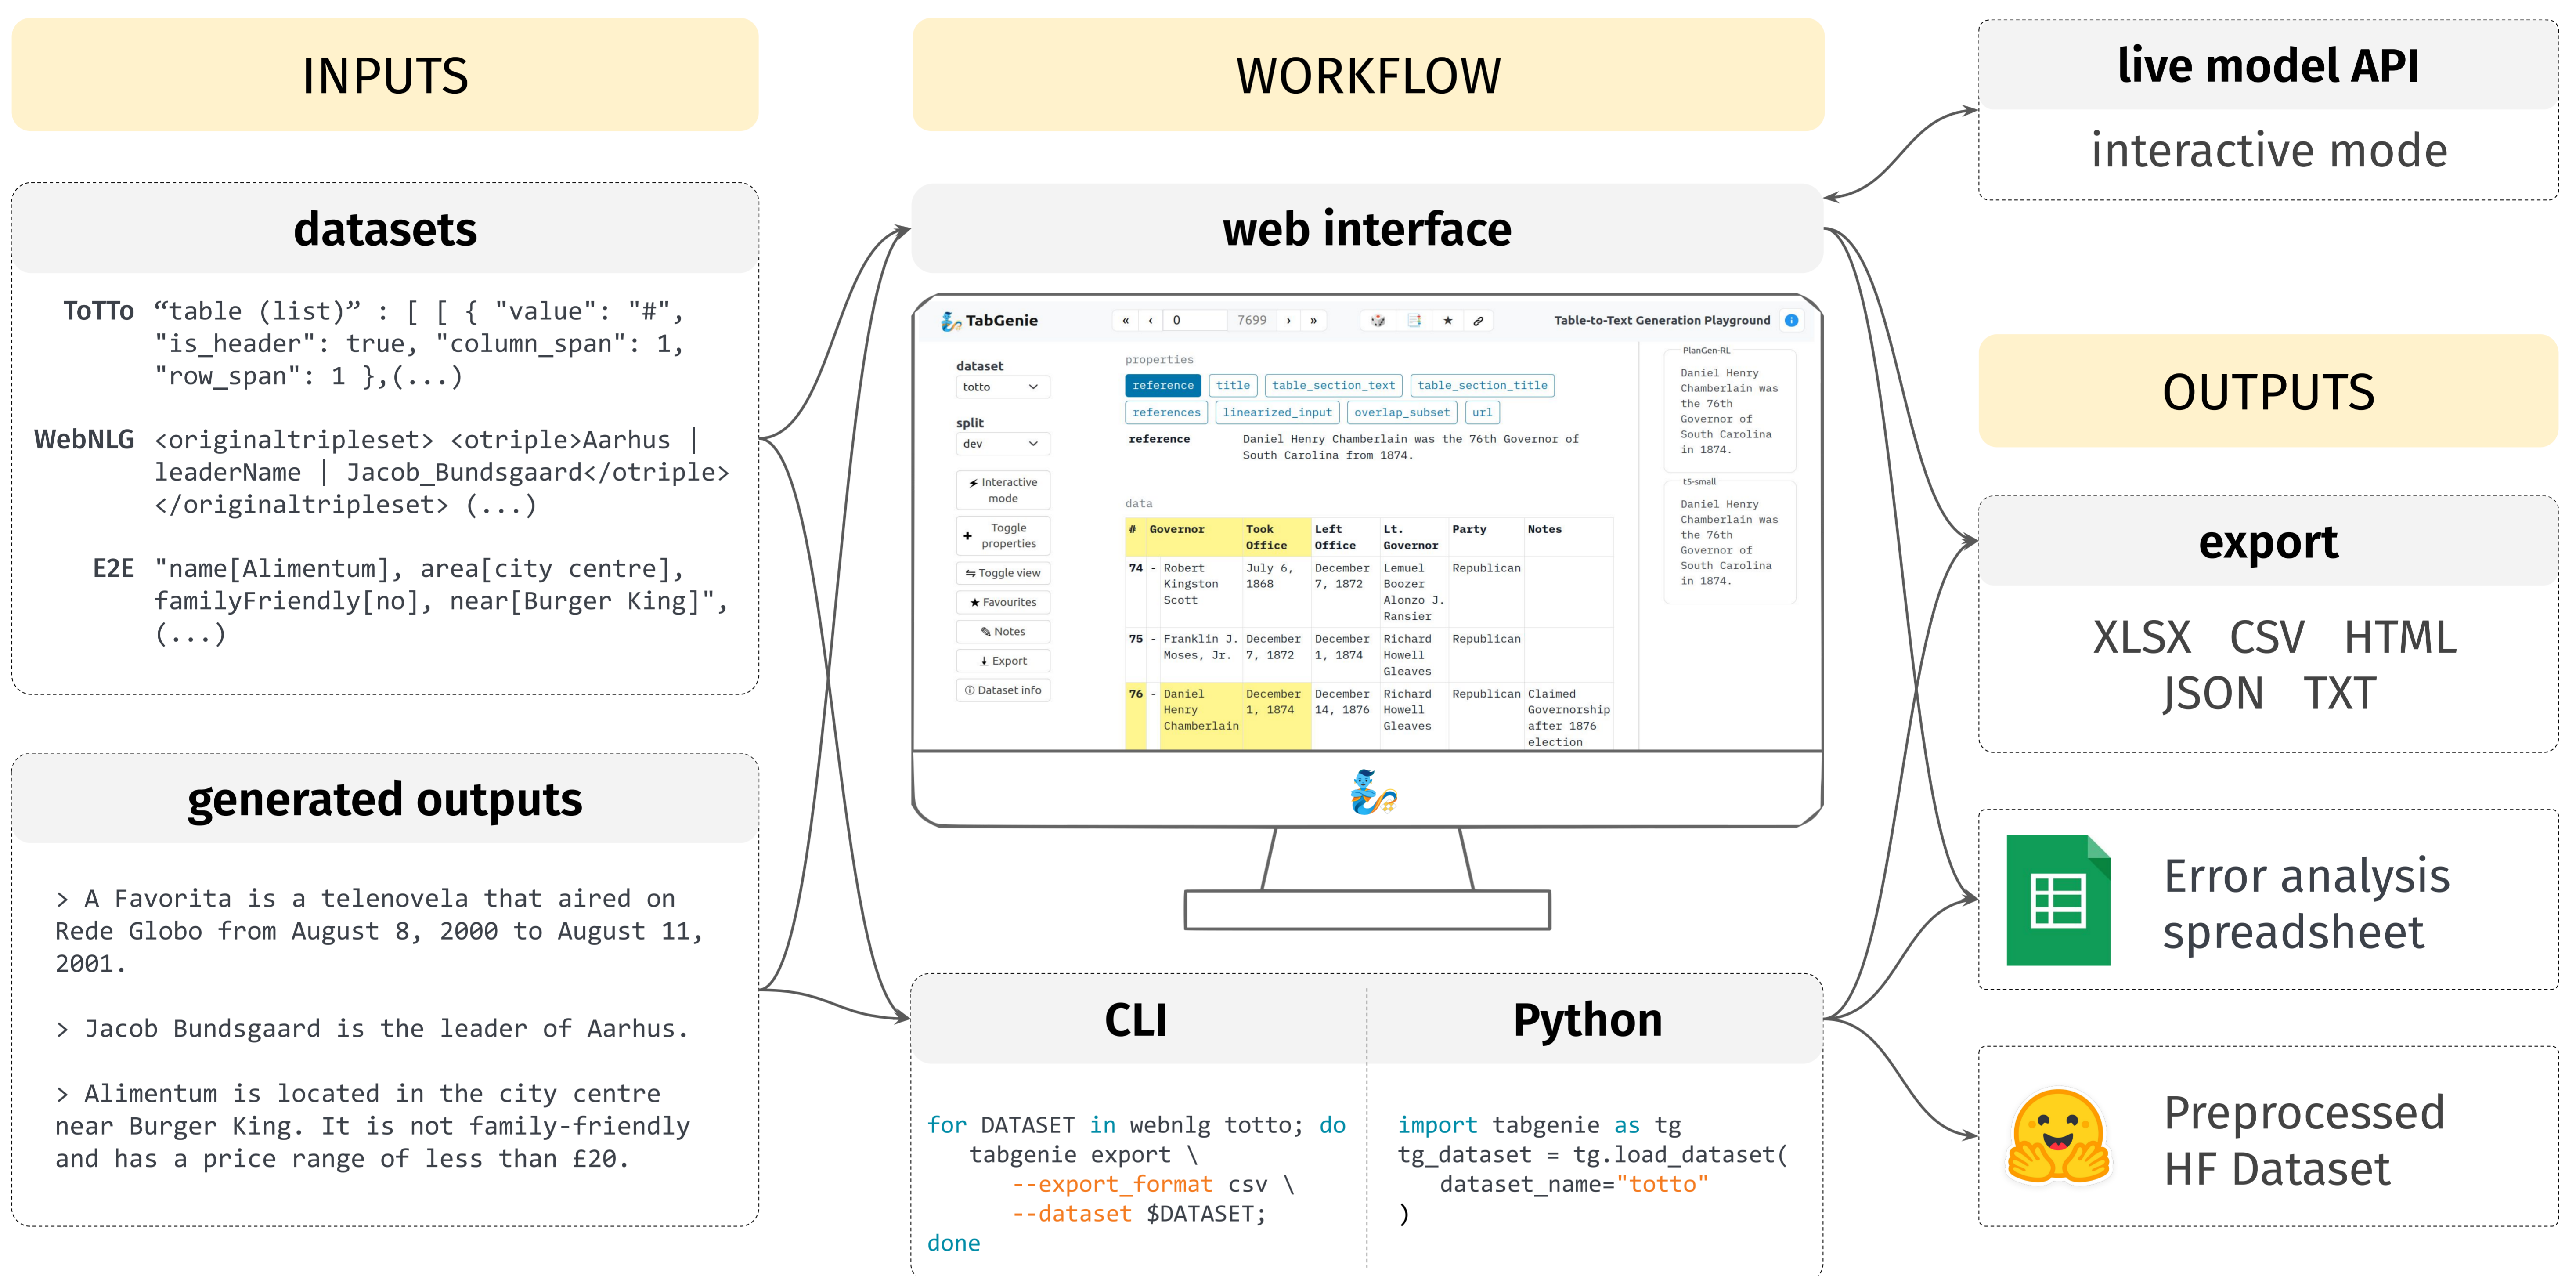 INPUTS
datasets
ToTTo “table (list)” : [ [ { "value": "#",
"is_header": true, "column_span": 1,
"row_span": 1 },(...)
WebNLG <originaltripleset> <otriple>Aarhus |
leaderName | Jacob_Bundsgaard</otriple>
</originaltripleset> (...)
E2E "name[Alimentum], area[city centre],
familyFriendly[no], near[Burger King]",
(...)
generated outputs
> A Favorita is a telenovela that aired on
Rede Globo from August 8, 2000 to August 11,
2001.
> Jacob Bundsgaard is the leader of Aarhus.
> Alimentum is located in the city centre
near Burger King. It is not family-friendly
and has a price range of less than £20.
WORKFLOW
web interface
TabGenie « ‹ 0 7699 › » Table-to-Text Generation Playground
dataset
totto
split
dev
Interactive
mode
Toggle
properties
Toggle view
Favourites
Notes
Export
Dataset info
properties
reference title table_section_text table_section_title
references linearized_input overlap_subset url
reference Daniel Henry Chamberlain was the 76th Governor of
South Carolina from 1874.
data
# Governor Took Left Lt. Party Notes
Office Office Governor
74 - Robert July 6, December Lemuel Republican
Kingston 1868 7, 1872 Boozer
Scott Alonzo J.
Ransier
75 - Franklin J. December December Richard Republican
Moses, Jr. 7, 1872 1, 1874 Howell
Gleaves
76 - Daniel December December Richard Republican Claimed
Henry 1, 1874 14, 1876 Howell Governorship
Chamberlain Gleaves after 1876
election
PlanGen-RL
Daniel Henry
Chamberlain was
the 76th
Governor of
South Carolina
in 1874.
t5-small
Daniel Henry
Chamberlain was
the 76th
Governor of
South Carolina
in 1874.
CLI
for DATASET in webnlg totto; do
tabgenie export \
--export_format csv \
--dataset $DATASET;
done
Python
import tabgenie as tg
tg_dataset = tg.load_dataset(
dataset_name="totto"
)
live model API
interactive mode
OUTPUTS
export
XLSX CSV HTML
JSON TXT
Error analysis
spreadsheet
Preprocessed
HF Dataset